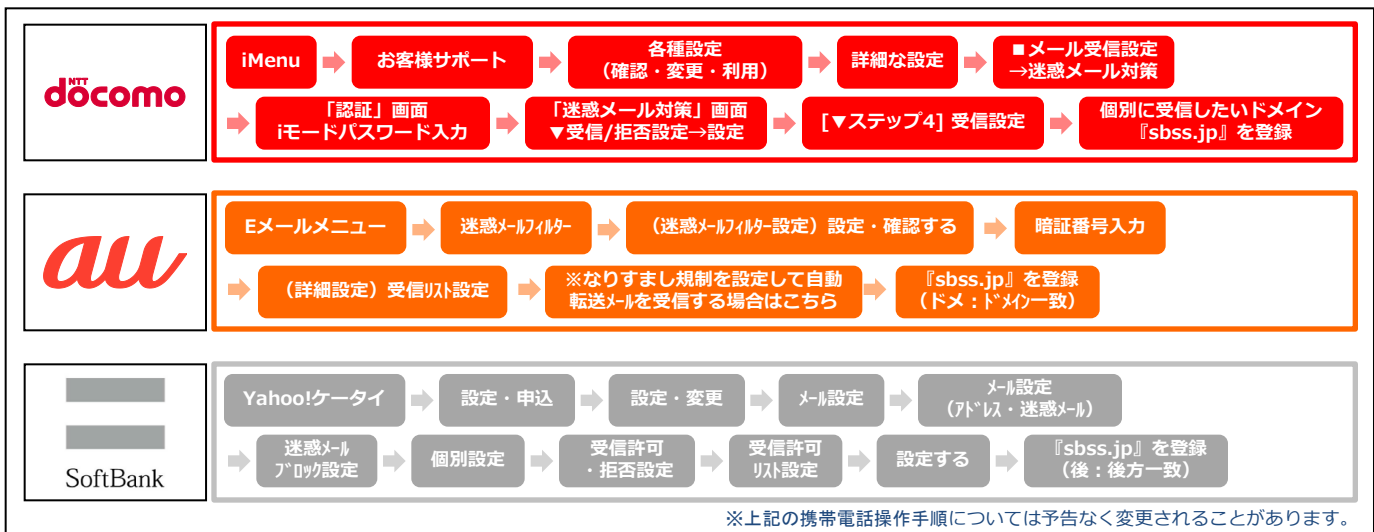 NTT
döcomo
iMenu
お客様サポート
各種設定
（確認・変更・利用）
詳細な設定
■メール受信設定
→迷惑メール対策
「認証」画面
iモードパスワード入力
「迷惑メール対策」画面
▼受信/拒否設定→設定
[▼ステップ4] 受信設定
個別に受信したいドメイン
『sbss.jp』を登録
au
Eメールメニュー
迷惑ﾒｰﾙﾌｨﾙﾀｰ
（迷惑ﾒｰﾙﾌｨﾙﾀｰ設定）設定・確認する
暗証番号入力
（詳細設定）受信ﾘｽﾄ設定
※なりすまし規制を設定して自動
転送ﾒｰﾙを受信する場合はこちら
『sbss.jp』を登録
（ドメ：ﾄﾞﾒｲﾝ一致）
SoftBank
Yahoo!ケータイ
設定・申込
設定・変更
ﾒｰﾙ設定
ﾒｰﾙ設定
（ｱﾄﾞﾚｽ・迷惑ﾒｰﾙ）
迷惑ﾒｰﾙ
ﾌﾞﾛｯｸ設定
個別設定
受信許可
・拒否設定
受信許可
ﾘｽﾄ設定
設定する
『sbss.jp』を登録
（後：後方一致）
※上記の携帯電話操作手順については予告なく変更されることがあります。